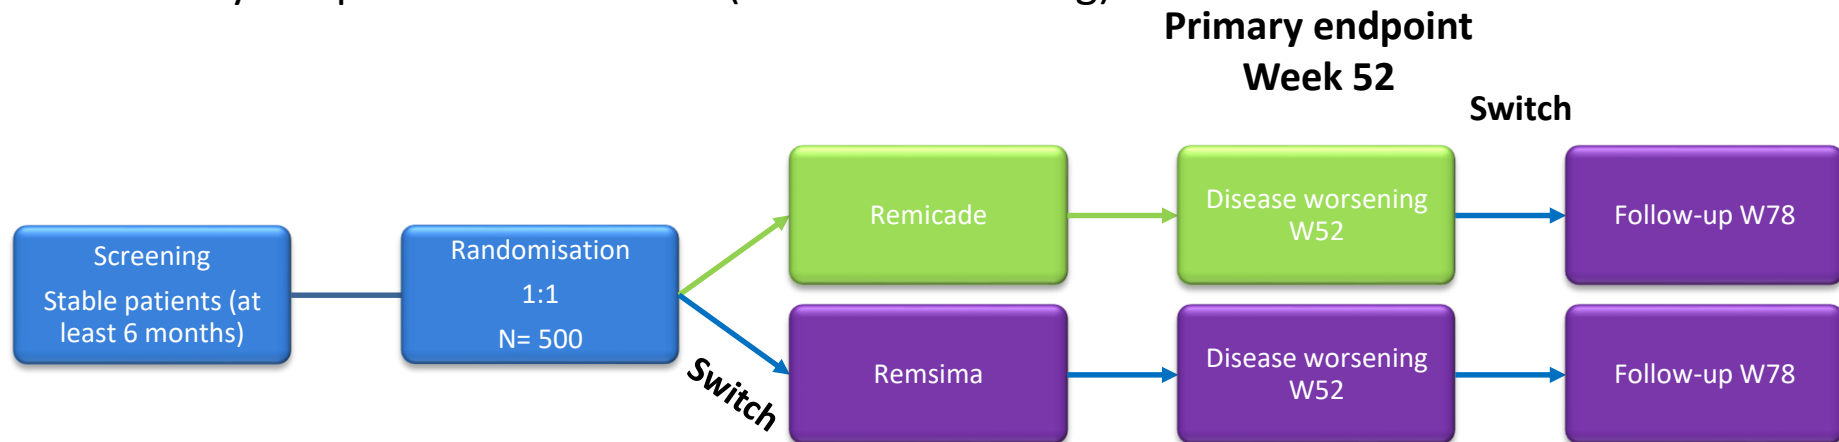 Primary endpoint
Week 52
Switch
Screening
Stable patients (at
least 6 months)
Randomisation
1:1
N= 500
Switch
Remicade
Disease worsening
W52
Follow-up W78
Remsima
Disease worsening
W52
Follow-up W78